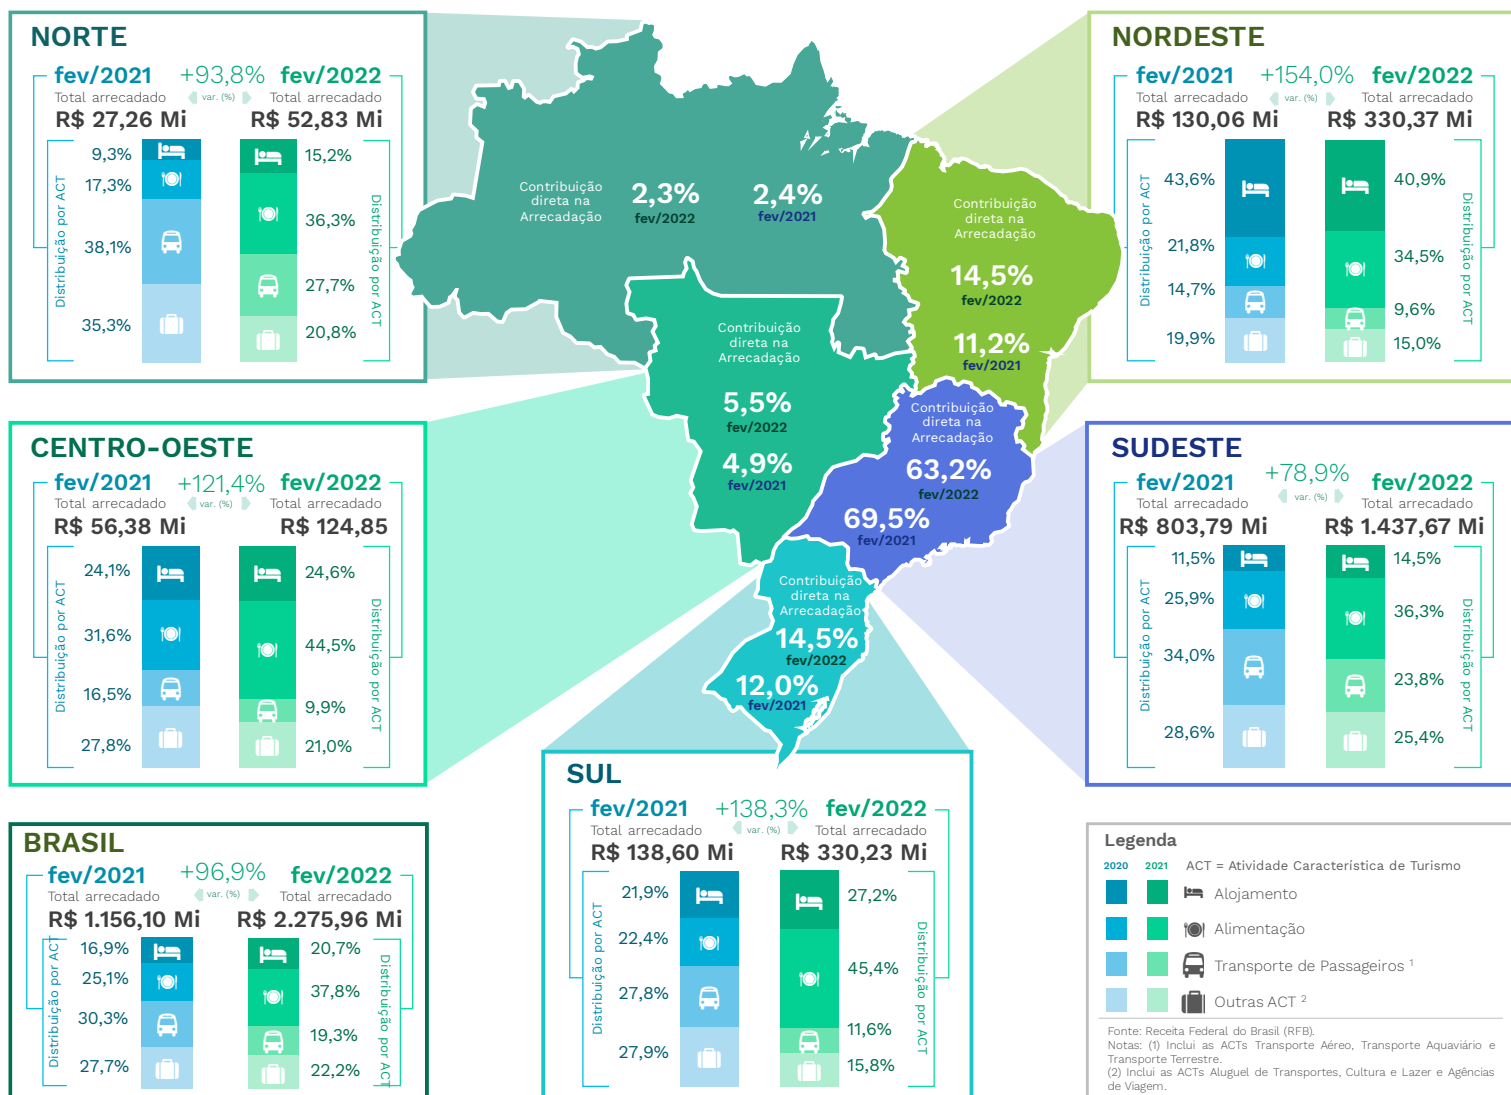 NORTE
fev/2021 +93,8% fev/2022
Total arrecadado var. (%) Total arrecadado
R$ 27,26 Mi R$ 52,83 Mi
Distribuição por ACT
9,3%
17,3%
38,1%
35,3%
15,2%
36,3%
27,7%
20,8%
Distribuição por ACT
NORDESTE
fev/2021 +154,0% fev/2022
Total arrecadado var. (%) Total arrecadado
R$ 130,06 Mi R$ 330,37 Mi
Distribuição por ACT
43,6%
21,8%
14,7%
19,9%
40,9%
34,5%
9,6%
15,0%
Distribuição por ACT
Contribuição
direta na
Arrecadação
2,3%
fev/2022
2,4%
fev/2021
Contribuição
direta na
Arrecadação
14,5%
fev/2022
11,2%
fev/2021
Contribuição
direta na
Arrecadação
5,5%
fev/2022
4,9%
fev/2021
Contribuição
direta na
Arrecadação
63,2%
fev/2022
69,5%
fev/2021
Contribuição
direta na
Arrecadação
14,5%
fev/2022
12,0%
fev/2021
CENTRO-OESTE
fev/2021 +121,4% fev/2022
Total arrecadado var. (%) Total arrecadado
R$ 56,38 Mi R$ 124,85
Distribuição por ACT
24,1%
31,6%
16,5%
27,8%
24,6%
44,5%
9,9%
21,0%
Distribuição por ACT
SUDESTE
fev/2021 +78,9% fev/2022
Total arrecadado var. (%) Total arrecadado
R$ 803,79 Mi R$ 1.437,67 Mi
Distribuição por ACT
11,5%
25,9%
34,0%
28,6%
14,5%
36,3%
23,8%
25,4%
Distribuição por ACT
BRASIL
fev/2021 +96,9% fev/2022
Total arrecadado var. (%) Total arrecadado
R$ 1.156,10 Mi R$ 2.275,96 Mi
Distribuição por ACT
16,9%
25,1%
30,3%
27,7%
20,7%
37,8%
19,3%
22,2%
Distribuição por ACT
SUL
fev/2021 +138,3% fev/2022
Total arrecadado var. (%) Total arrecadado
R$ 138,60 Mi R$ 330,23 Mi
Distribuição por ACT
21,9%
22,4%
27,8%
27,9%
27,2%
45,4%
11,6%
15,8%
Distribuição por ACT
Legenda
2020 2021 ACT = Atividade Característica de Turismo
Alojamento
Alimentação
Transporte de Passageiros ¹
Outras ACT ²
Fonte: Receita Federal do Brasil (RFB).
Notas: (1) Inclui as ACTs Transporte Aéreo, Transporte Aquaviário e
Transporte Terrestre.
(2) Inclui as ACTs Aluguel de Transportes, Cultura e Lazer e Agências
de Viagem.